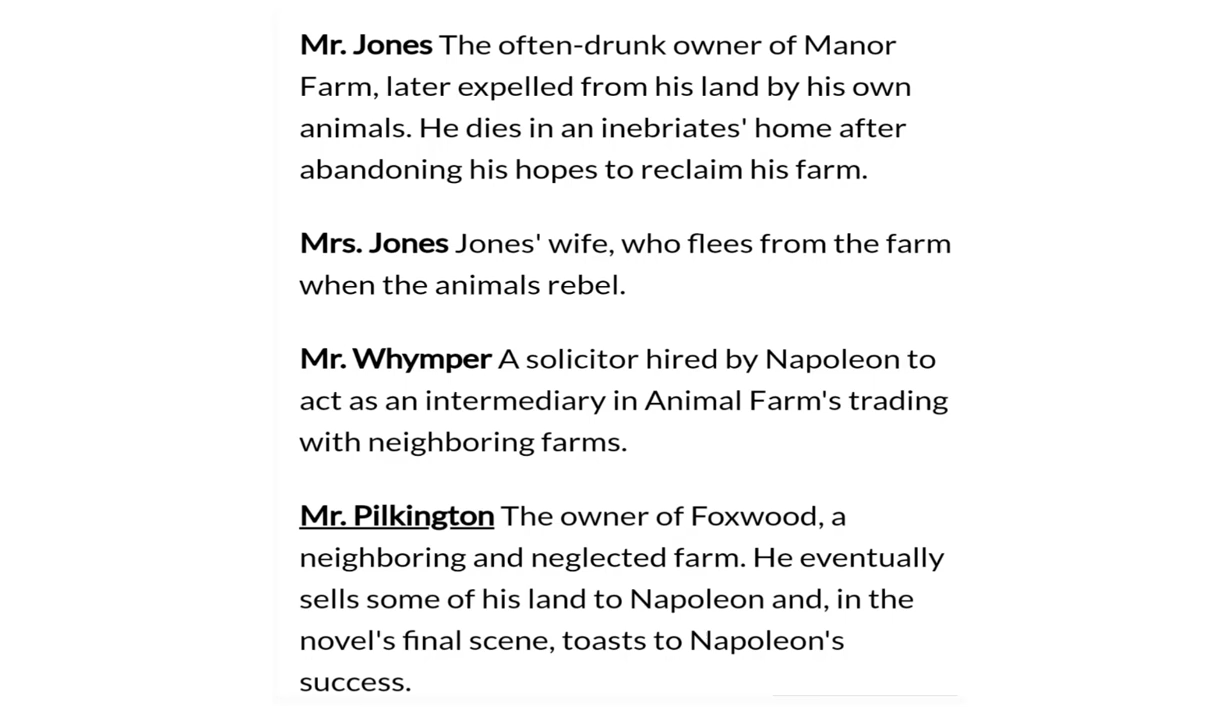 Mr. Jones The often-drunk owner of Manor
Farm, later expelled from his land by his own
animals. He dies in an inebriates' home after
abandoning his hopes to reclaim his farm.
Mrs. Jones Jones' wife, who flees from the farm
when the animals rebel.
Mr. Whymper A solicitor hired by Napoleon to
act as an intermediary in Animal Farm's trading
with neighboring farms.
Mr. Pilkington The owner of Foxwood, a
neighboring and neglected farm. He eventually
sells some of his land to Napoleon and, in the
novel's final scene, toasts to Napoleon's
success.